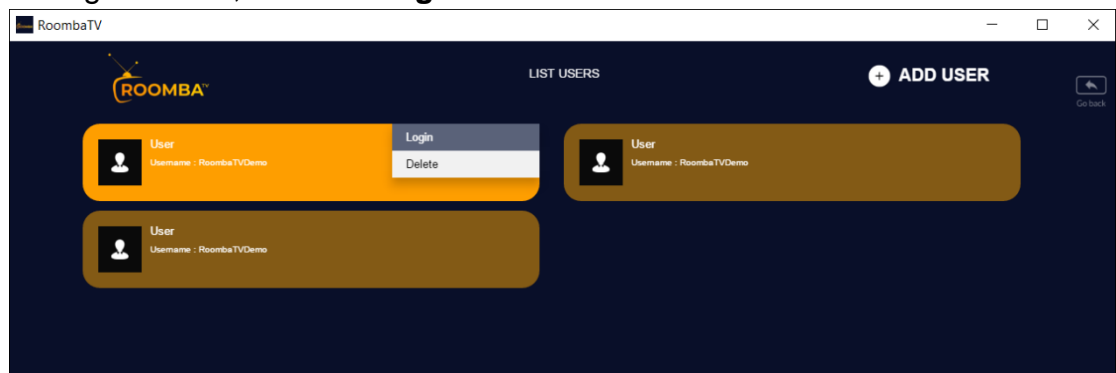 RoombaTV
ROOMBA TV
LIST USERS
ADD USER
Go back
User
Username : RoombaTVDemo
Login
Delete
User
Username : RoombaTVDemo
User
Username : RoombaTVDemo